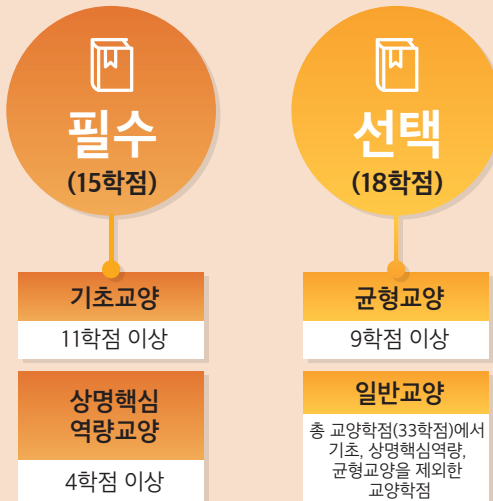 필수
(15학점)
기초교양
11학점 이상
상명핵심
역량교양
4학점 이상
선택
(18학점)
균형교양
9학점 이상
일반교양
총 교양학점(33학점)에서
기초, 상명핵심역량,
균형교양을 제외한
교양학점